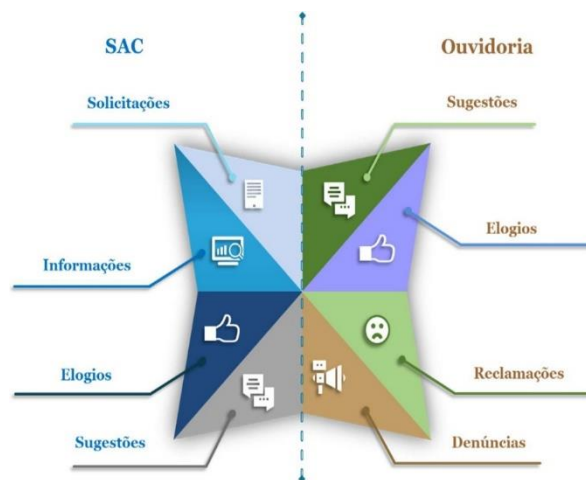 SAC
Ouvidoria
Solicitações
Sugestões
Informações
Elogios
Elogios
Reclamações
Sugestões
Denúncias